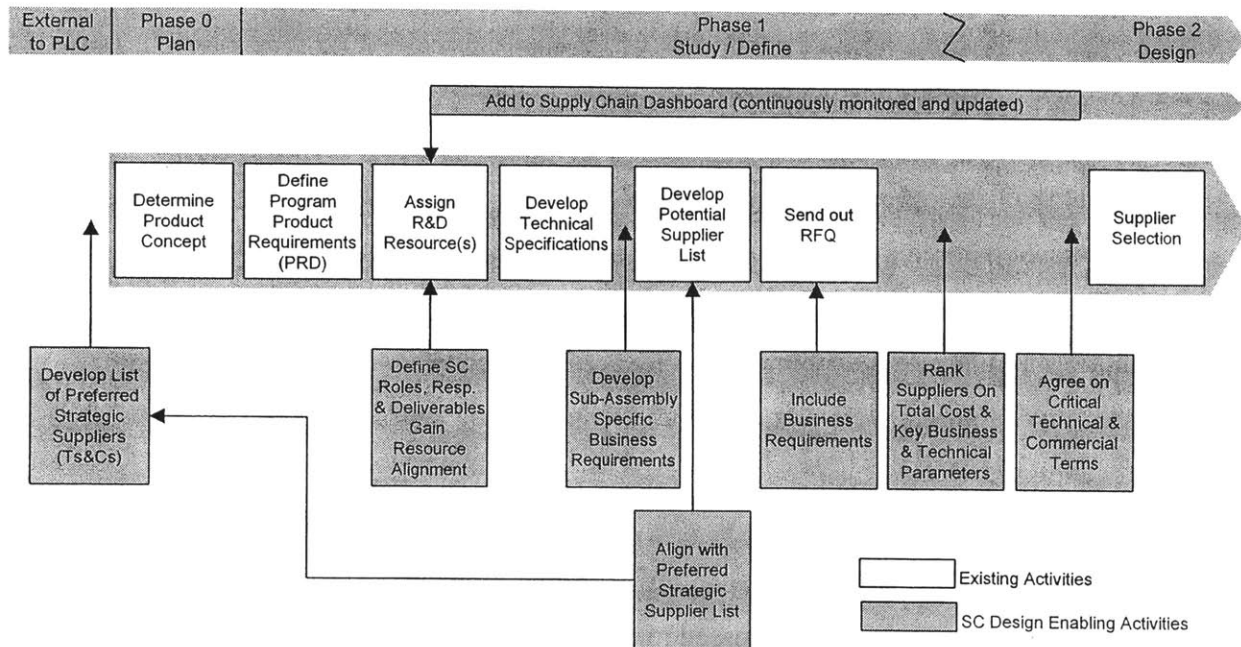 External
to PLC
Phase 0
Plan
Phase 1
Study / Define
Phase 2
Design
Add to Supply Chain Dashboard (continuously monitored and updated)
Determine
Product
Concept
Define
Program
Product
Requirements
(PRD)
Assign
R&D
Resource(s)
Develop
Technical
Specifications
Develop
Potential
Supplier
List
Send out
RFQ
Supplier
Selection
Develop List
of Preferred
Strategic
Suppliers
(Ts&Cs)
Define SC
Roles, Resp.
& Deliverables
Gain
Resource
Alignment
Develop
Sub-Assembly
Specific
Business
Requirements
Include
Business
Requirements
Rank
Suppliers On
Total Cost &
Key Business
& Technical
Parameters
Agree on
Critical
Technical &
Commercial
Terms
Align with
Preferred
Strategic
Supplier List
Existing Activities
SC Design Enabling Activities